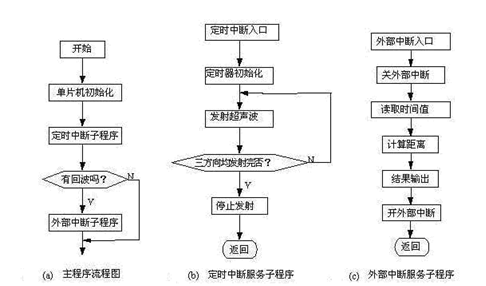 开始
单片机初始化
定时中断子程序
有回波吗？
N
Y
外部中断子程序
(a) 主程序流程图
定时中断入口
定时器初始化
发射超声波
三方向均发射完否？
N
Y
停止发射
返回
(b) 定时中断服务子程序
外部中断入口
关外部中断
读取时间值
计算距离
结果输出
开外部中断
返回
(c) 外部中断服务子程序